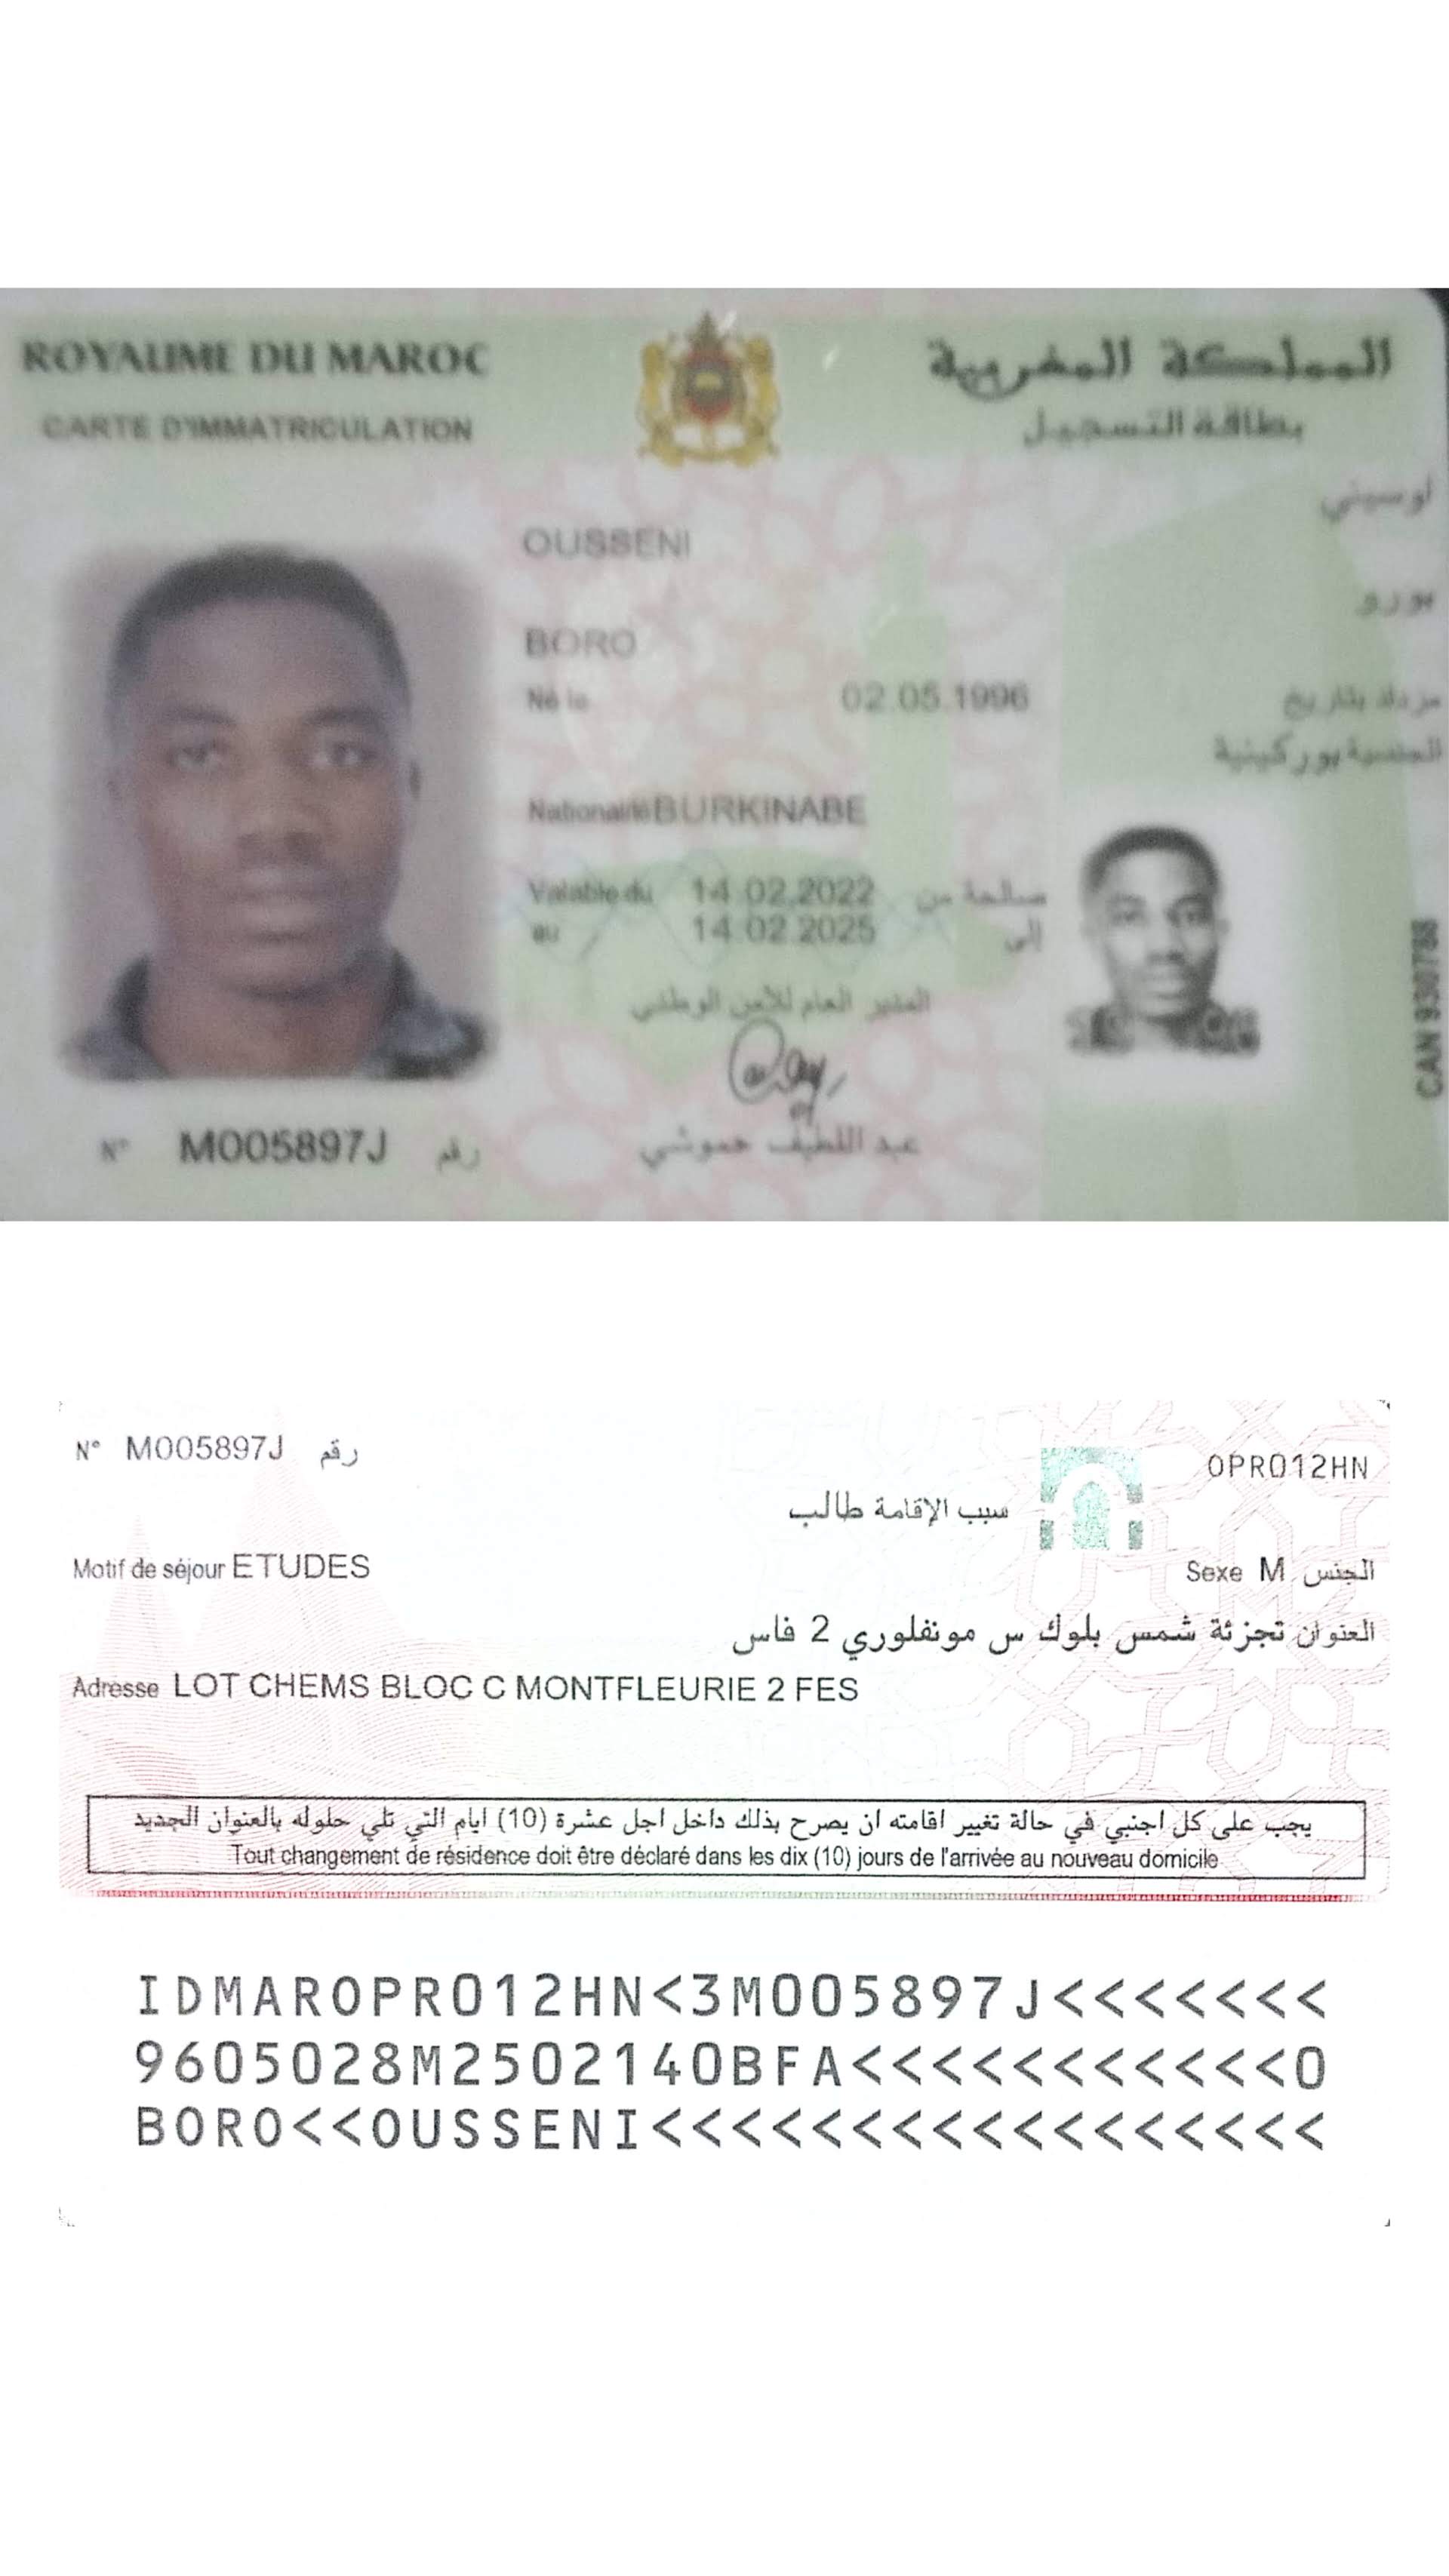 ROYAUME DU MAROC
المملكة المغربية
CARTE D'IMMATRICULATION
بطاقة التسجيل
اوسيني
OUSSENI
بورو
BORO
Né le 02.05.1996 مزداد بتاريخ
الجنسية بوركينية
Nationalité BURKINABE
Valable du 14.02.2022 صالحة من
au 14.02.2025 إلى
المدير العام للأمن الوطني
عبد اللطيف حموشي
N° M005897J رقم
CAN 930788
N° M005897J رقم
0PR012HN
سبب الإقامة طالب
Motif de séjour ETUDES
Sexe M الجنس
العنوان تجزئة شمس بلوك س مونفلوري 2 فاس
Adresse LOT CHEMS BLOC C MONTFLEURIE 2 FES
يجب على كل اجنبي في حالة تغيير اقامته ان يصرح بذلك داخل اجل عشرة (10) ايام التي تلي حلوله بالعنوان الجديد
Tout changement de résidence doit être déclaré dans les dix (10) jours de l'arrivée au nouveau domicile
IDMAR0PR012HN<3M005897J<<<<<<<
9605028M2502140BFA<<<<<<<<<<<0
BORO<<OUSSENI<<<<<<<<<<<<<<<<<